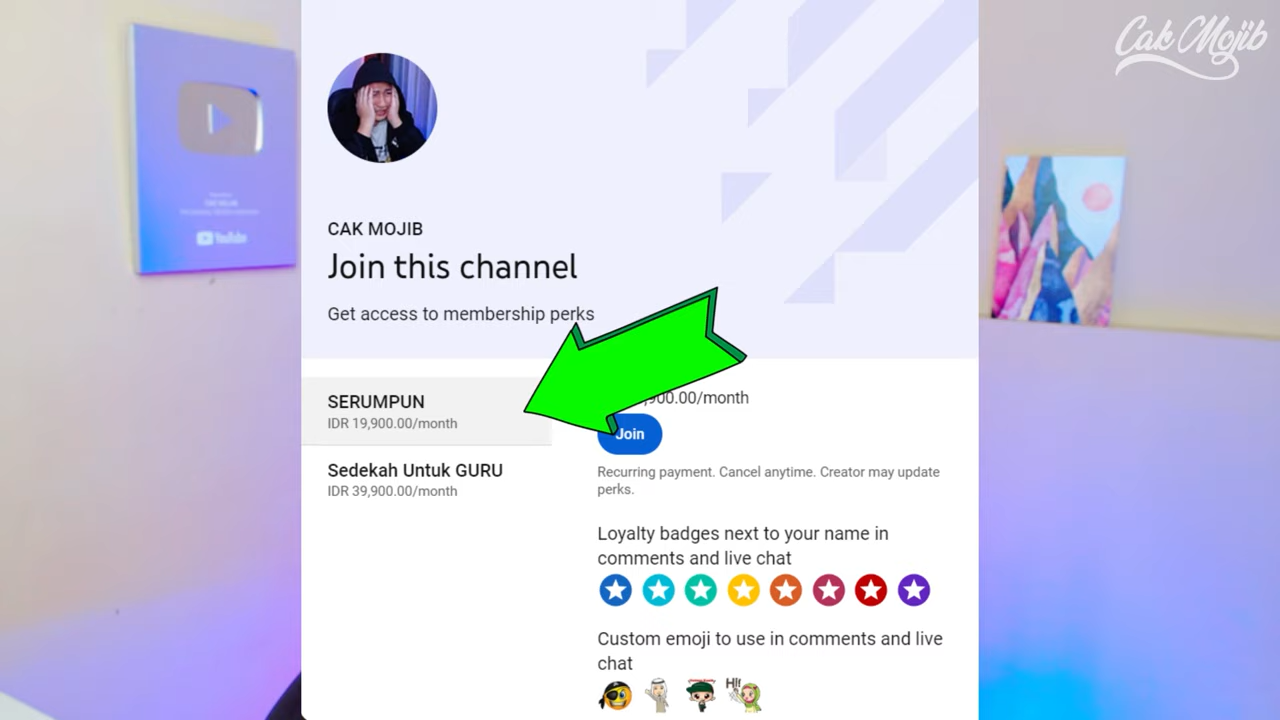 Cak Mojib
YouTube
CAK MOJIB
Join this channel
Get access to membership perks
SERUMPUN
IDR 19,900.00/month
Sedekah Untuk GURU
IDR 39,900.00/month
,900.00/month
Join
Recurring payment. Cancel anytime. Creator may update
perks.
Loyalty badges next to your name in
comments and live chat
Custom emoji to use in comments and live
chat
HI!